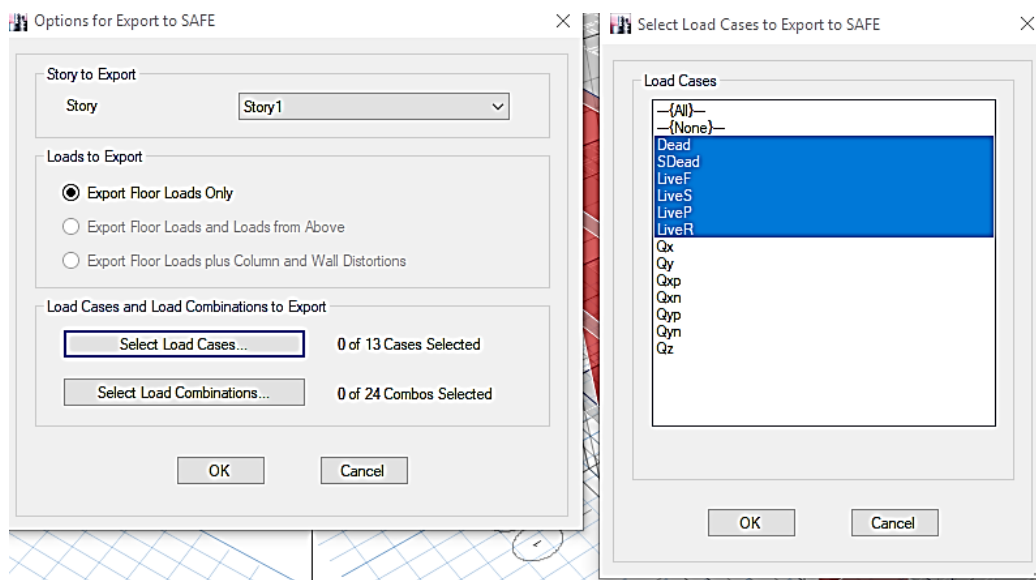 Options for Export to SAFE
Story to Export
Story
Story1
Loads to Export
Export Floor Loads Only
Export Floor Loads and Loads from Above
Export Floor Loads plus Column and Wall Distortions
Load Cases and Load Combinations to Export
Select Load Cases...
0 of 13 Cases Selected
Select Load Combinations...
0 of 24 Combos Selected
OK
Cancel
Select Load Cases to Export to SAFE
Load Cases
—{All}—
—{None}—
Dead
SDead
LiveF
LiveS
LiveP
LiveR
Qx
Qy
Qxp
Qxn
Qyp
Qyn
Qz
OK
Cancel